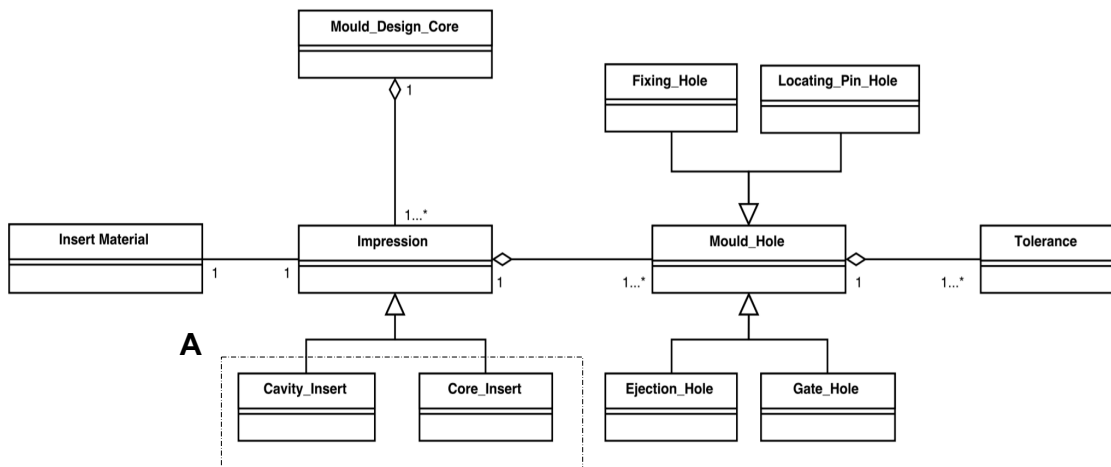 Mould_Design_Core
1
Fixing_Hole
Locating_Pin_Hole
1...*
Insert Material
Impression
Mould_Hole
Tolerance
1
1
1
1...*
1
1...*
A
Cavity_Insert
Core_Insert
Ejection_Hole
Gate_Hole